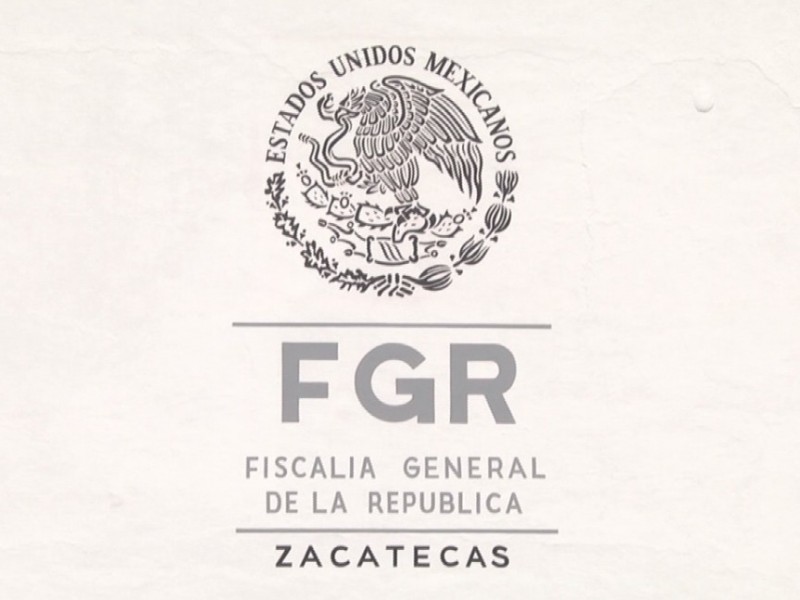 ESTADOS UNIDOS MEXICANOS
FGR
FISCALIA GENERAL
DE LA REPUBLICA
ZACATECAS